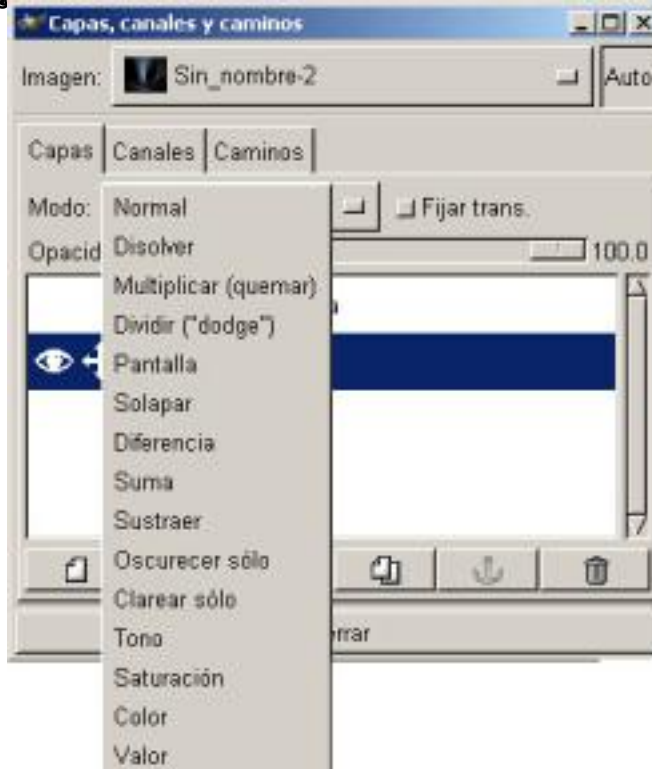 Capas, canales y caminos
Imagen: Sin_nombre-2 Auto
Capas Canales Caminos
Modo: Fijar trans.
Opacid 100.0
Normal
Disolver
Multiplicar (quemar)
Dividir ("dodge")
Pantalla
Solapar
Diferencia
Suma
Sustraer
Oscurecer sólo
Clarear sólo
Tono
Saturación
Color
Valor
rrar